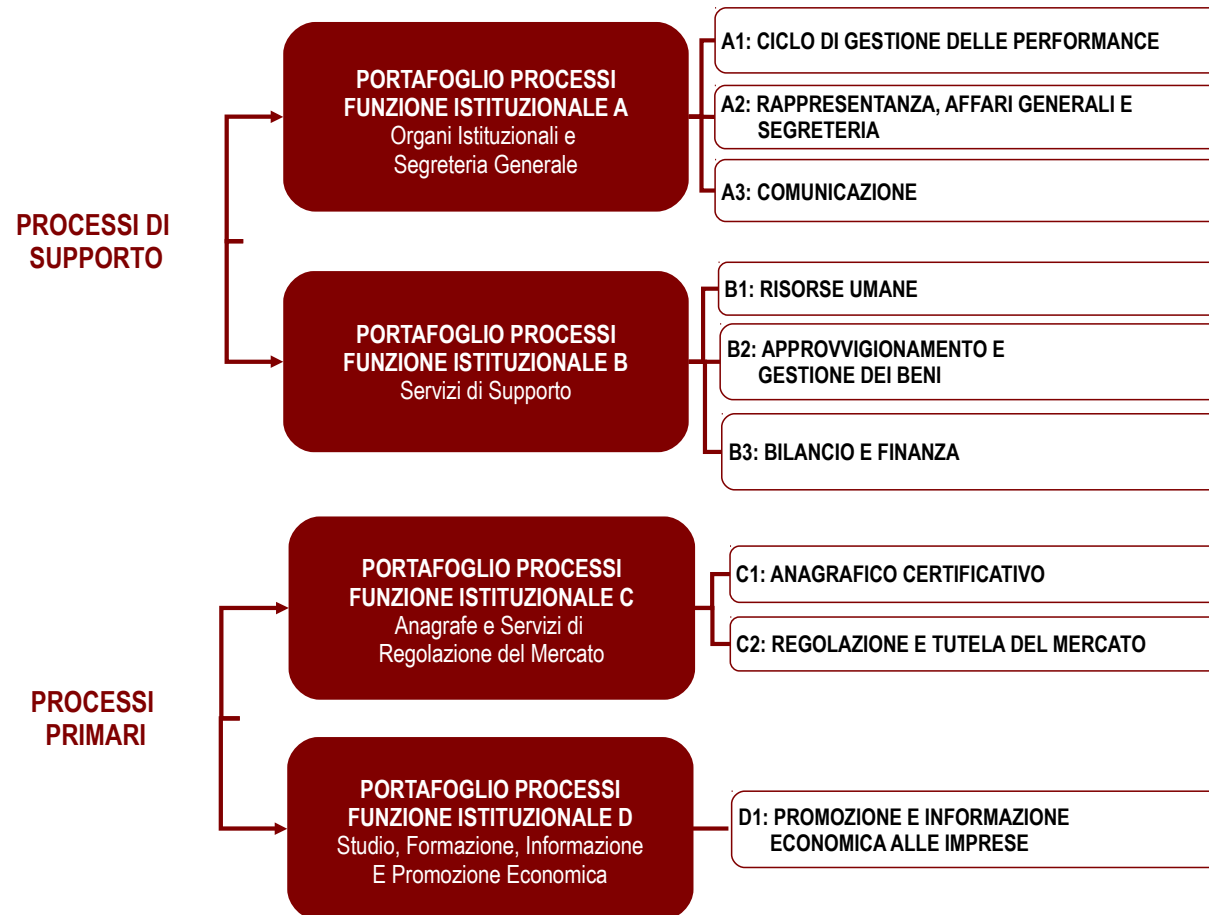 PROCESSI DI
SUPPORTO
PORTAFOGLIO PROCESSI
FUNZIONE ISTITUZIONALE A
Organi Istituzionali e
Segreteria Generale
A1: CICLO DI GESTIONE DELLE PERFORMANCE
A2: RAPPRESENTANZA, AFFARI GENERALI E
SEGRETERIA
A3: COMUNICAZIONE
PORTAFOGLIO PROCESSI
FUNZIONE ISTITUZIONALE B
Servizi di Supporto
B1: RISORSE UMANE
B2: APPROVVIGIONAMENTO E
GESTIONE DEI BENI
B3: BILANCIO E FINANZA
PROCESSI
PRIMARI
PORTAFOGLIO PROCESSI
FUNZIONE ISTITUZIONALE C
Anagrafe e Servizi di
Regolazione del Mercato
C1: ANAGRAFICO CERTIFICATIVO
C2: REGOLAZIONE E TUTELA DEL MERCATO
PORTAFOGLIO PROCESSI
FUNZIONE ISTITUZIONALE D
Studio, Formazione, Informazione
E Promozione Economica
D1: PROMOZIONE E INFORMAZIONE
ECONOMICA ALLE IMPRESE